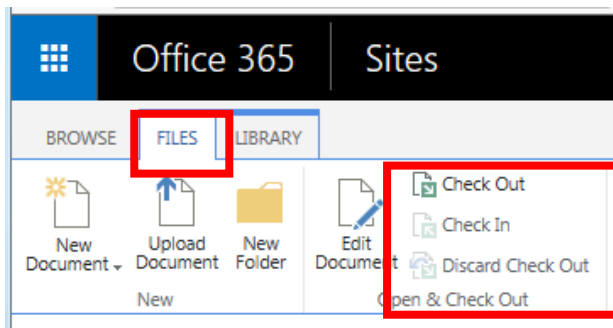 Office 365 Sites
BROWSE FILES LIBRARY
New
Document
Upload
Document
New
Folder
Edit
Document
Check Out
Check In
Discard Check Out
New
Open & Check Out